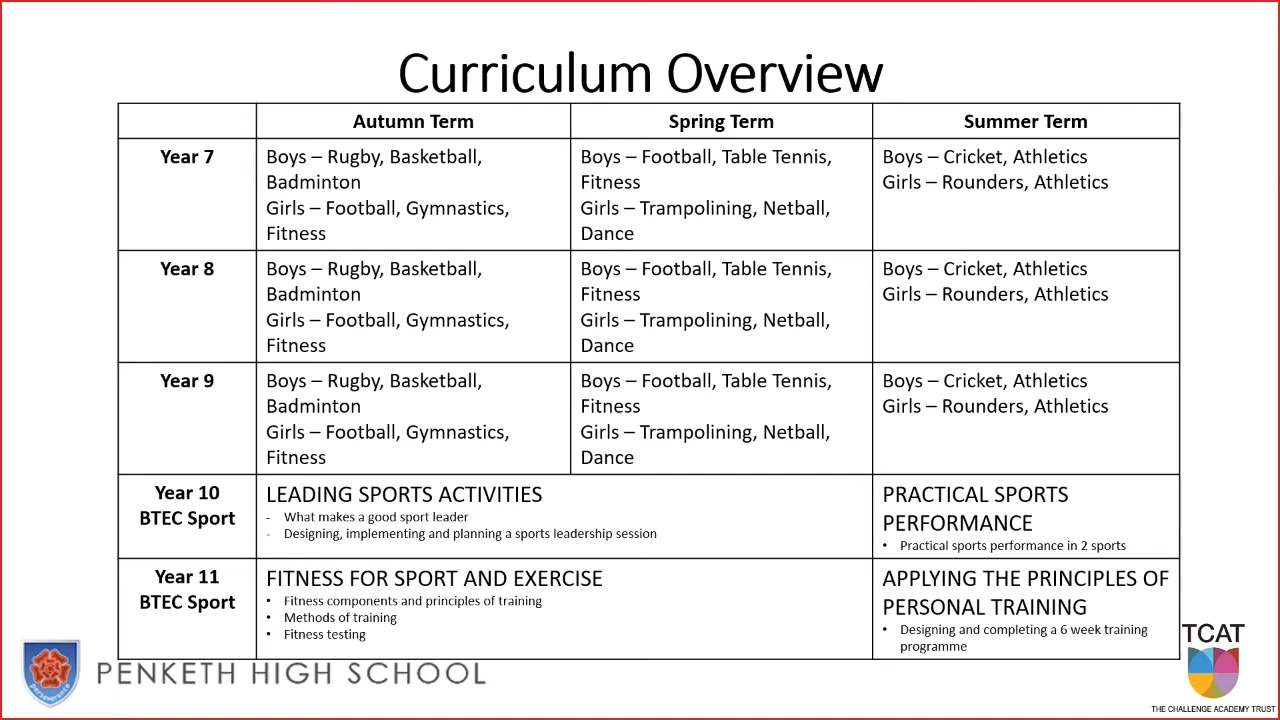 Curriculum Overview
Autumn Term
Spring Term
Summer Term
Year 7
Boys – Rugby, Basketball,
Badminton
Girls – Football, Gymnastics,
Fitness
Boys – Football, Table Tennis,
Fitness
Girls – Trampolining, Netball,
Dance
Boys – Cricket, Athletics
Girls – Rounders, Athletics
Year 8
Boys – Rugby, Basketball,
Badminton
Girls – Football, Gymnastics,
Fitness
Boys – Football, Table Tennis,
Fitness
Girls – Trampolining, Netball,
Dance
Boys – Cricket, Athletics
Girls – Rounders, Athletics
Year 9
Boys – Rugby, Basketball,
Badminton
Girls – Football, Gymnastics,
Fitness
Boys – Football, Table Tennis,
Fitness
Girls – Trampolining, Netball,
Dance
Boys – Cricket, Athletics
Girls – Rounders, Athletics
Year 10
BTEC Sport
LEADING SPORTS ACTIVITIES
- What makes a good sport leader
- Designing, implementing and planning a sports leadership session
PRACTICAL SPORTS
PERFORMANCE
• Practical sports performance in 2 sports
Year 11
BTEC Sport
FITNESS FOR SPORT AND EXERCISE
• Fitness components and principles of training
• Methods of training
• Fitness testing
APPLYING THE PRINCIPLES OF
PERSONAL TRAINING
• Designing and completing a 6 week training
programme
perseverance
PENKETH HIGH SCHOOL
TCAT
THE CHALLENGE ACADEMY TRUST